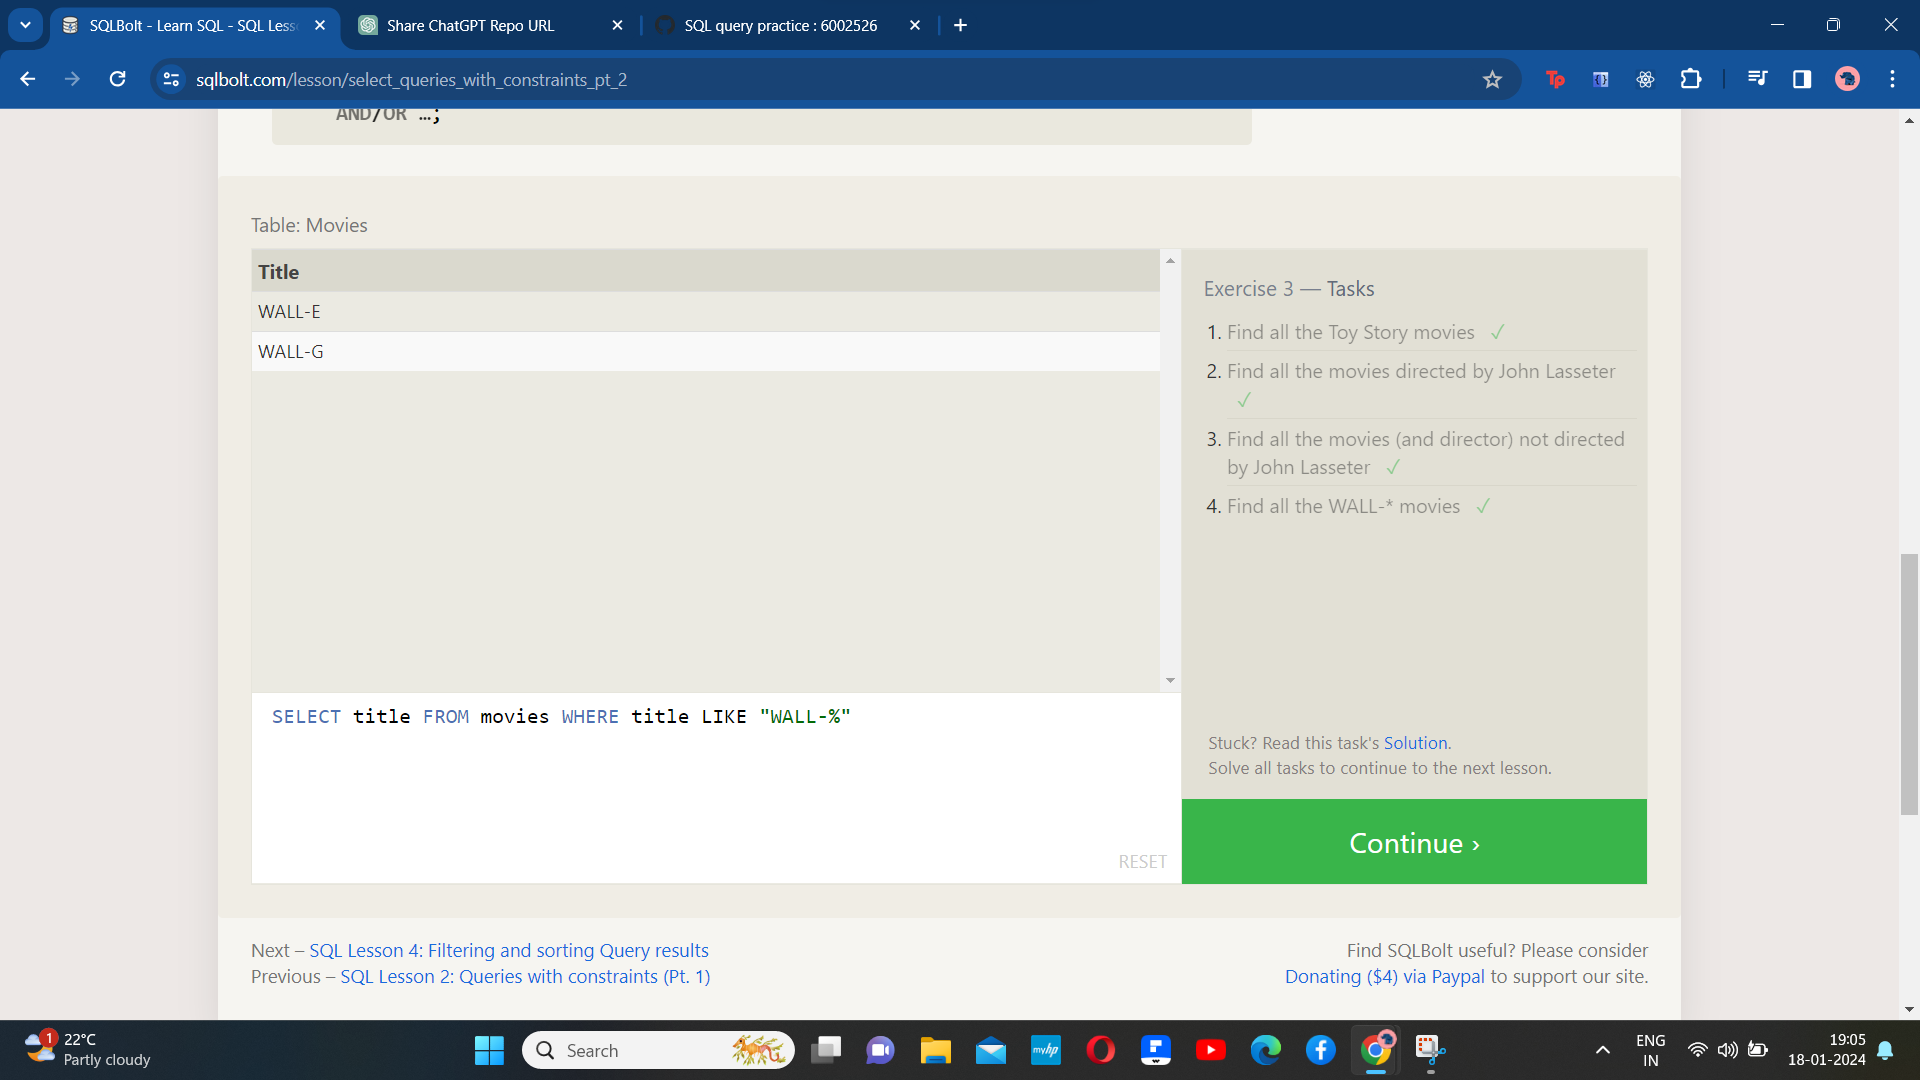 SQLBolt - Learn SQL - SQL Less
Share ChatGPT Repo URL
SQL query practice : 6002526
sqlbolt.com/lesson/select_queries_with_constraints_pt_2
AND/OR …;
Table: Movies
Title
WALL-E
WALL-G
Exercise 3 — Tasks
1. Find all the Toy Story movies ✓
2. Find all the movies directed by John Lasseter
✓
3. Find all the movies (and director) not directed
by John Lasseter ✓
4. Find all the WALL-* movies ✓
SELECT title FROM movies WHERE title LIKE "WALL-%"
RESET
Stuck? Read this task's Solution.
Solve all tasks to continue to the next lesson.
Continue ›
Next – SQL Lesson 4: Filtering and sorting Query results
Previous – SQL Lesson 2: Queries with constraints (Pt. 1)
Find SQLBolt useful? Please consider
Donating ($4) via Paypal to support our site.
1
22°C
Partly cloudy
Search
myhp
ENG
IN
19:05
18-01-2024